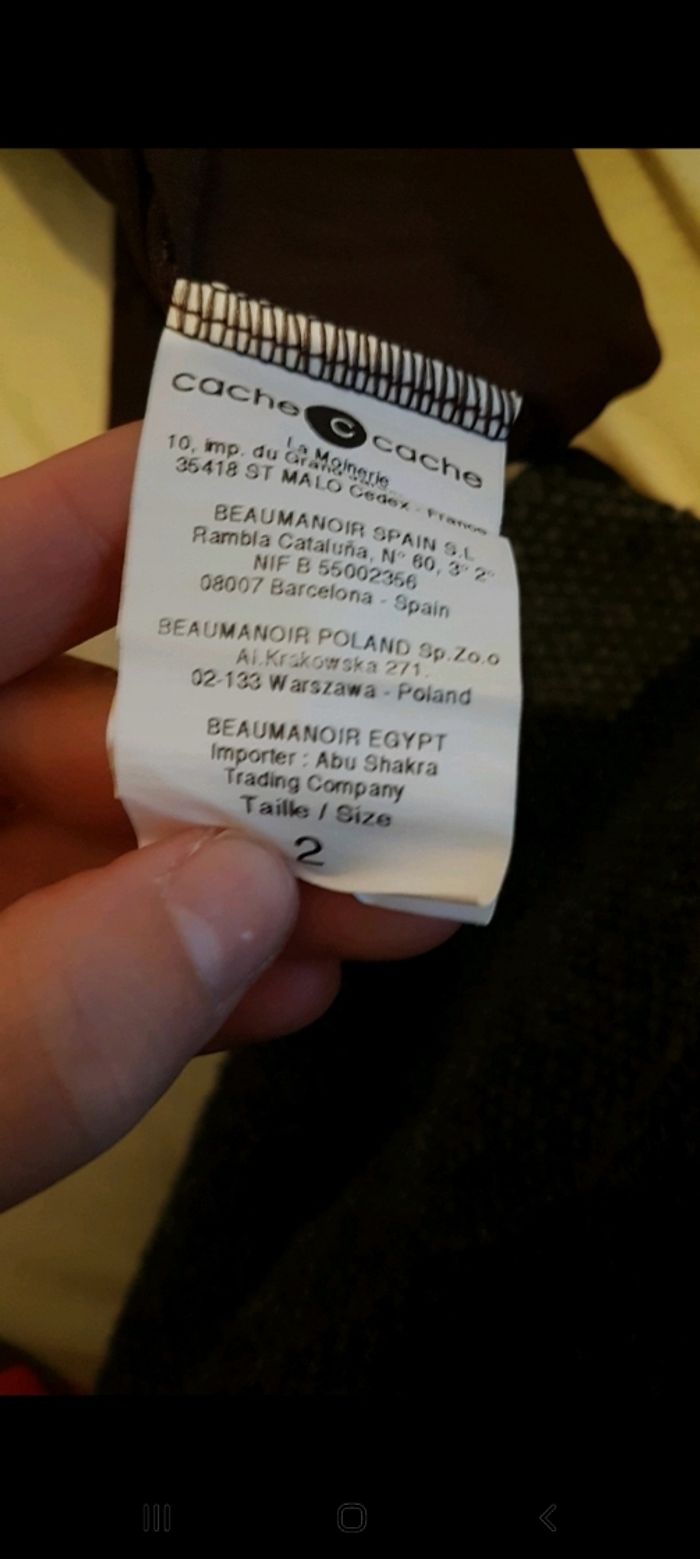 cache c cache
La Moinerie
10, imp. du Grand
35418 ST MALO Cedex - France
BEAUMANOIR SPAIN S.L
Rambla Cataluña, N° 60, 3° 2°
NIF B 55002356
08007 Barcelona - Spain
BEAUMANOIR POLAND Sp.Zo.o
Al.Krakowska 271.
02-133 Warszawa - Poland
BEAUMANOIR EGYPT
Importer : Abu Shakra
Trading Company
Taille / Size
2